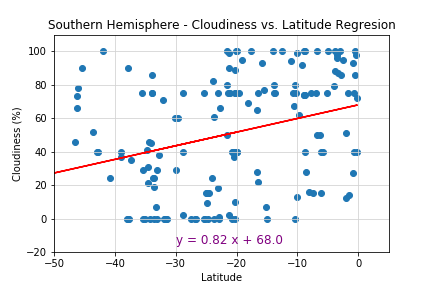 Southern Hemisphere - Cloudiness vs. Latitude Regresion
Cloudiness (%)
100
80
60
40
20
0
−20
y = 0.82 x + 68.0
−50 −40 −30 −20 −10 0
Latitude